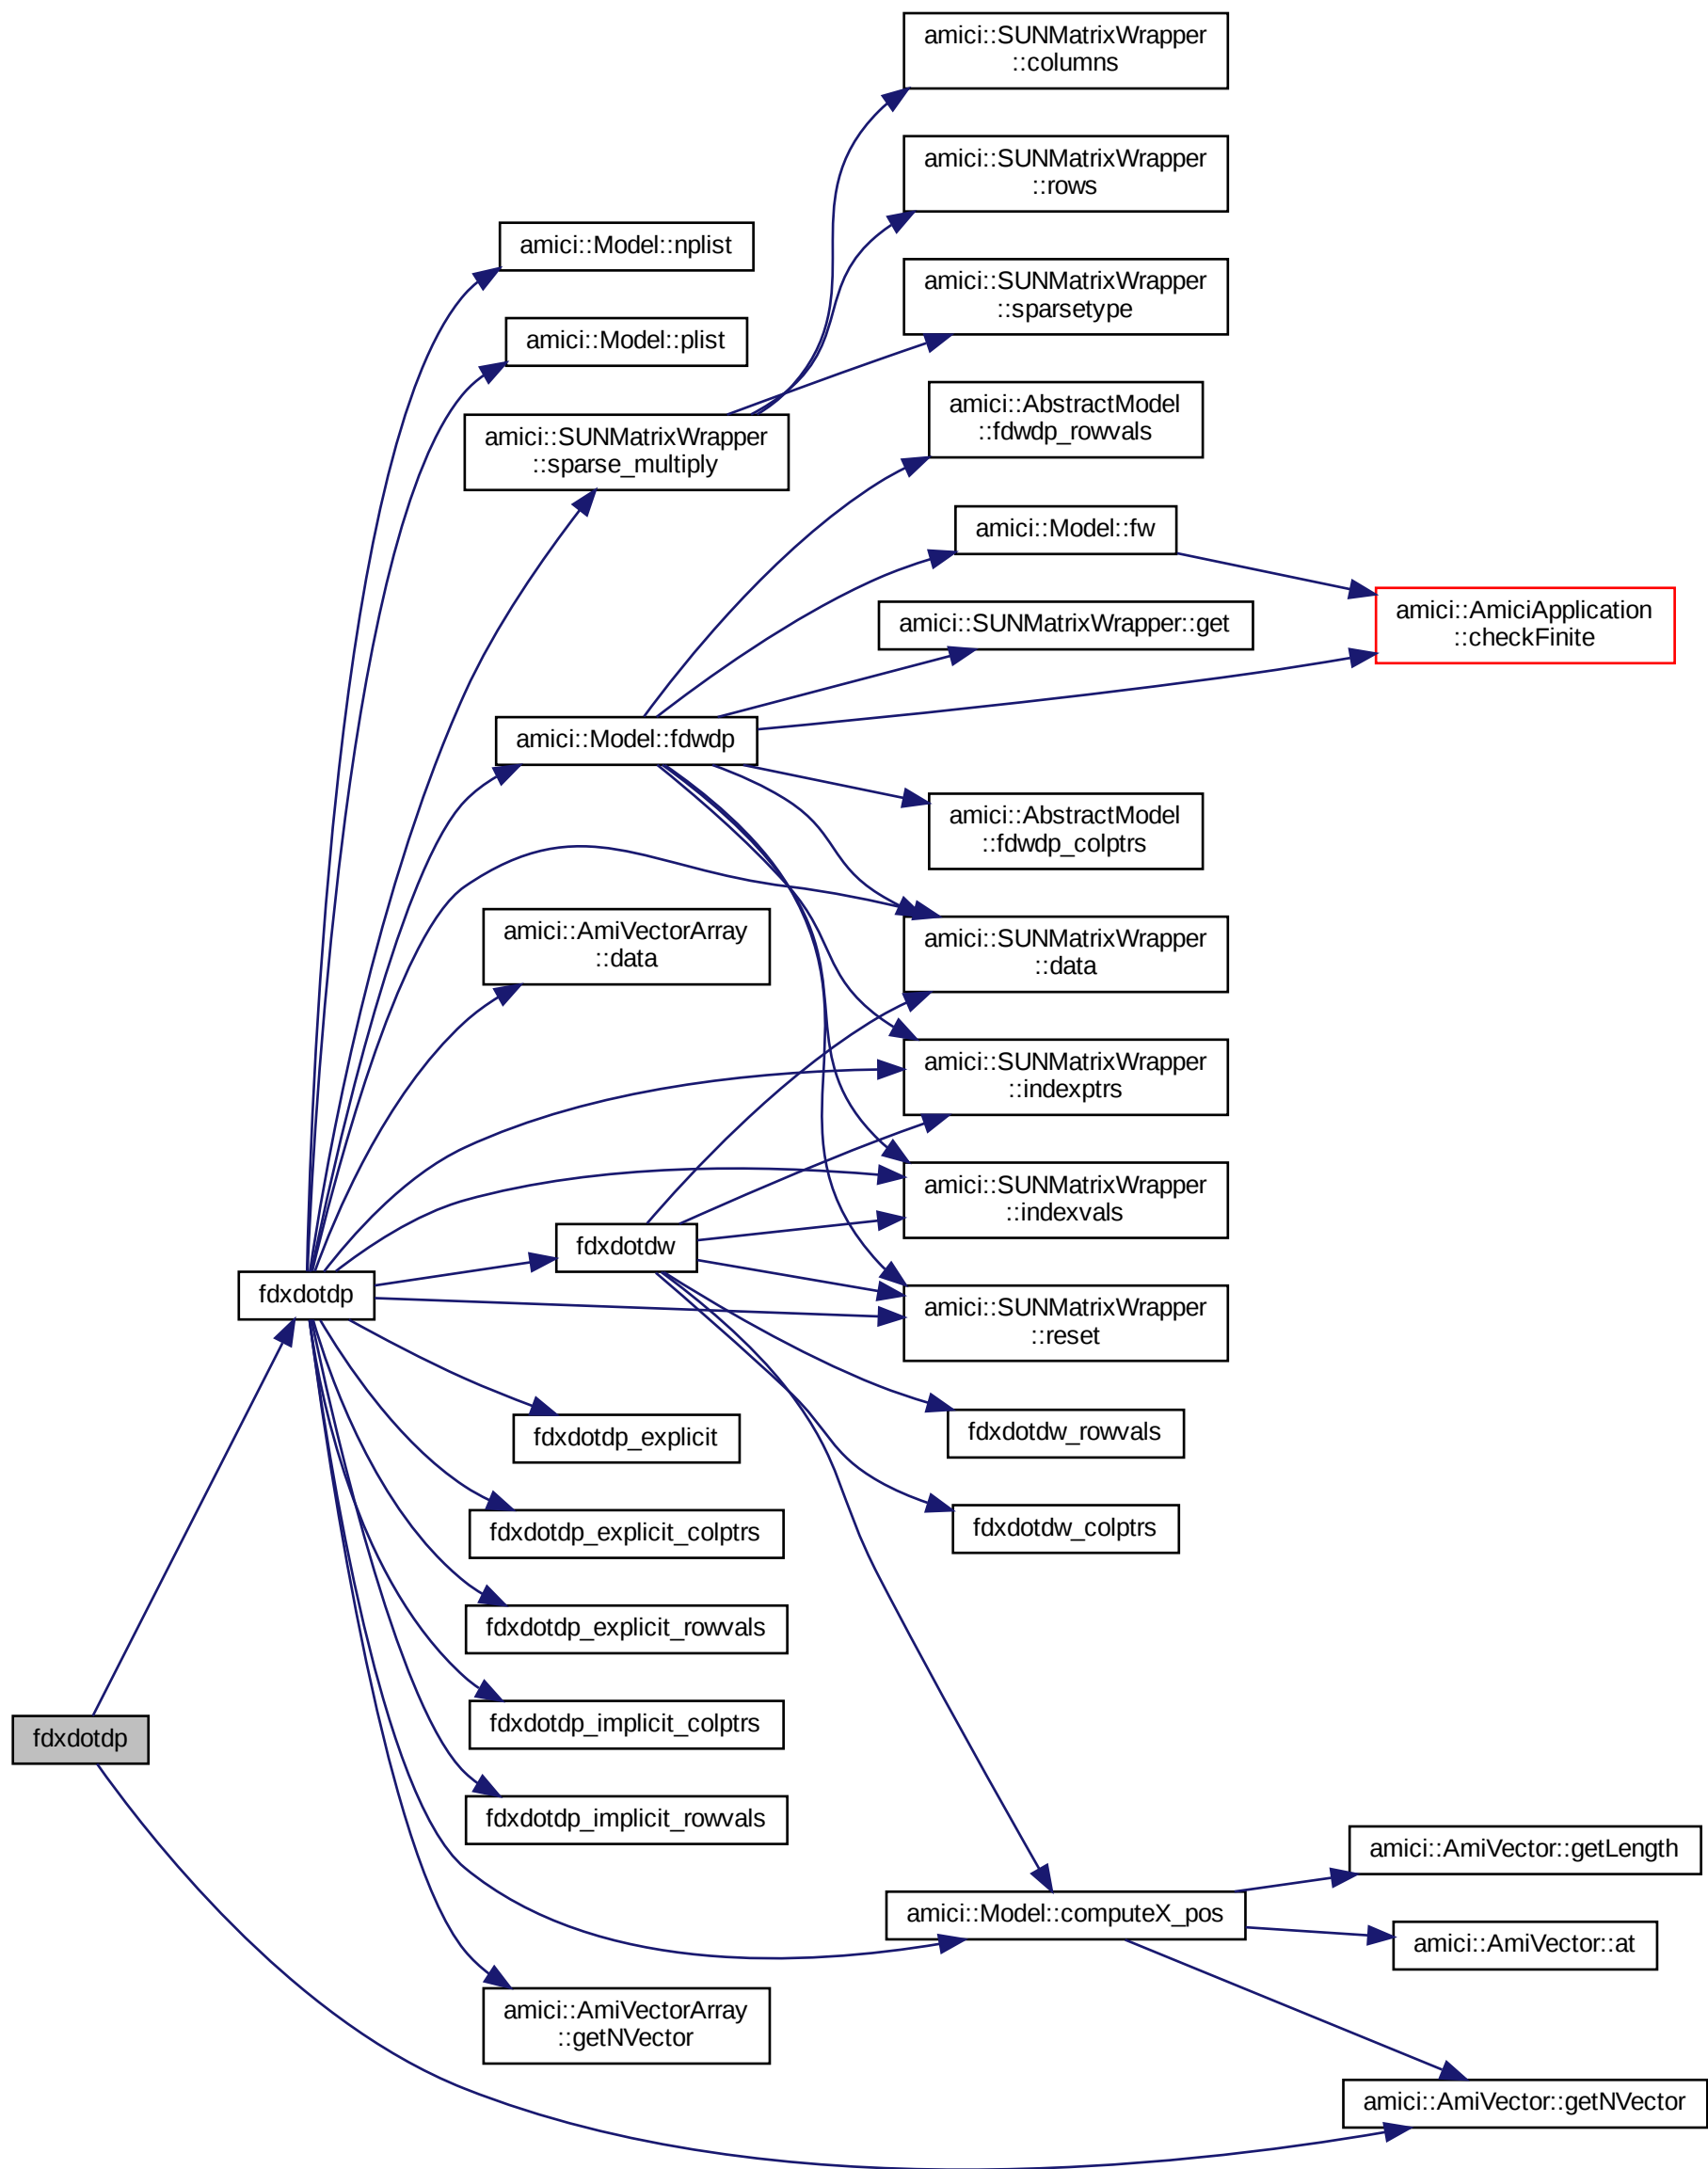 amici::SUNMatrixWrapper
::columns
amici::SUNMatrixWrapper
::rows
amici::Model::nplist
amici::SUNMatrixWrapper
::sparsetype
amici::Model::plist
amici::AbstractModel
::fdwdp_rowvals
amici::SUNMatrixWrapper
::sparse_multiply
amici::Model::fw
amici::SUNMatrixWrapper::get
amici::AmiciApplication
::checkFinite
amici::Model::fdwdp
amici::AbstractModel
::fdwdp_colptrs
amici::AmiVectorArray
::data
amici::SUNMatrixWrapper
::data
amici::SUNMatrixWrapper
::indexptrs
amici::SUNMatrixWrapper
::indexvals
fdxdotdw
fdxdotdp
amici::SUNMatrixWrapper
::reset
fdxdotdp_explicit
fdxdotdw_rowvals
fdxdotdp_explicit_colptrs
fdxdotdw_colptrs
fdxdotdp_explicit_rowvals
fdxdotdp_implicit_colptrs
fdxdotdp
fdxdotdp_implicit_rowvals
amici::AmiVector::getLength
amici::Model::computeX_pos
amici::AmiVector::at
amici::AmiVectorArray
::getNVector
amici::AmiVector::getNVector